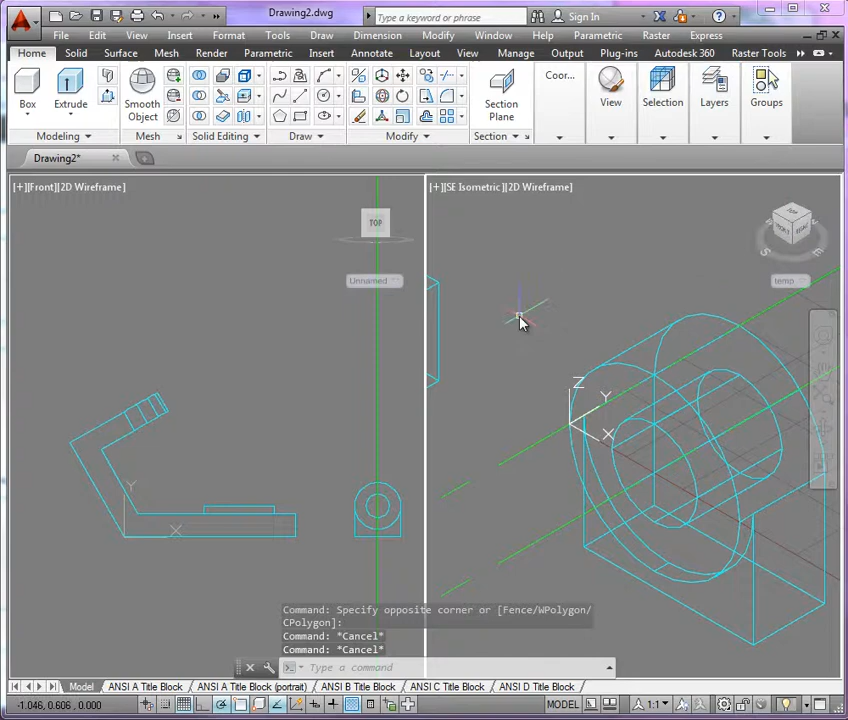 Drawing2.dwg
Type a keyword or phrase
Sign In
File Edit View Insert Format Tools Draw Dimension Modify Window Help Parametric Raster Express
Home Solid Surface Mesh Render Parametric Insert Annotate Layout View Manage Output Plug-ins Autodesk 360 Raster Tools
Box
Extrude
Smooth
Object
Section
Plane
Coor...
View
Selection
Layers
Groups
Modeling
Mesh
Solid Editing
Draw
Modify
Section
Drawing2*
[+][Front][2D Wireframe]
[+][SE Isometric][2D Wireframe]
TOP
Unnamed
TOP
S
E
temp
Z
Y
X
Y
X
Command: Specify opposite corner or [Fence/WPolygon/
CPolygon]:
Command: *Cancel*
Command: *Cancel*
Type a command
Model ANSI A Title Block ANSI A Title Block (portrait) ANSI B Title Block ANSI C Title Block ANSI D Title Block
-1.046, 0.606, 0.000
MODEL
1:1